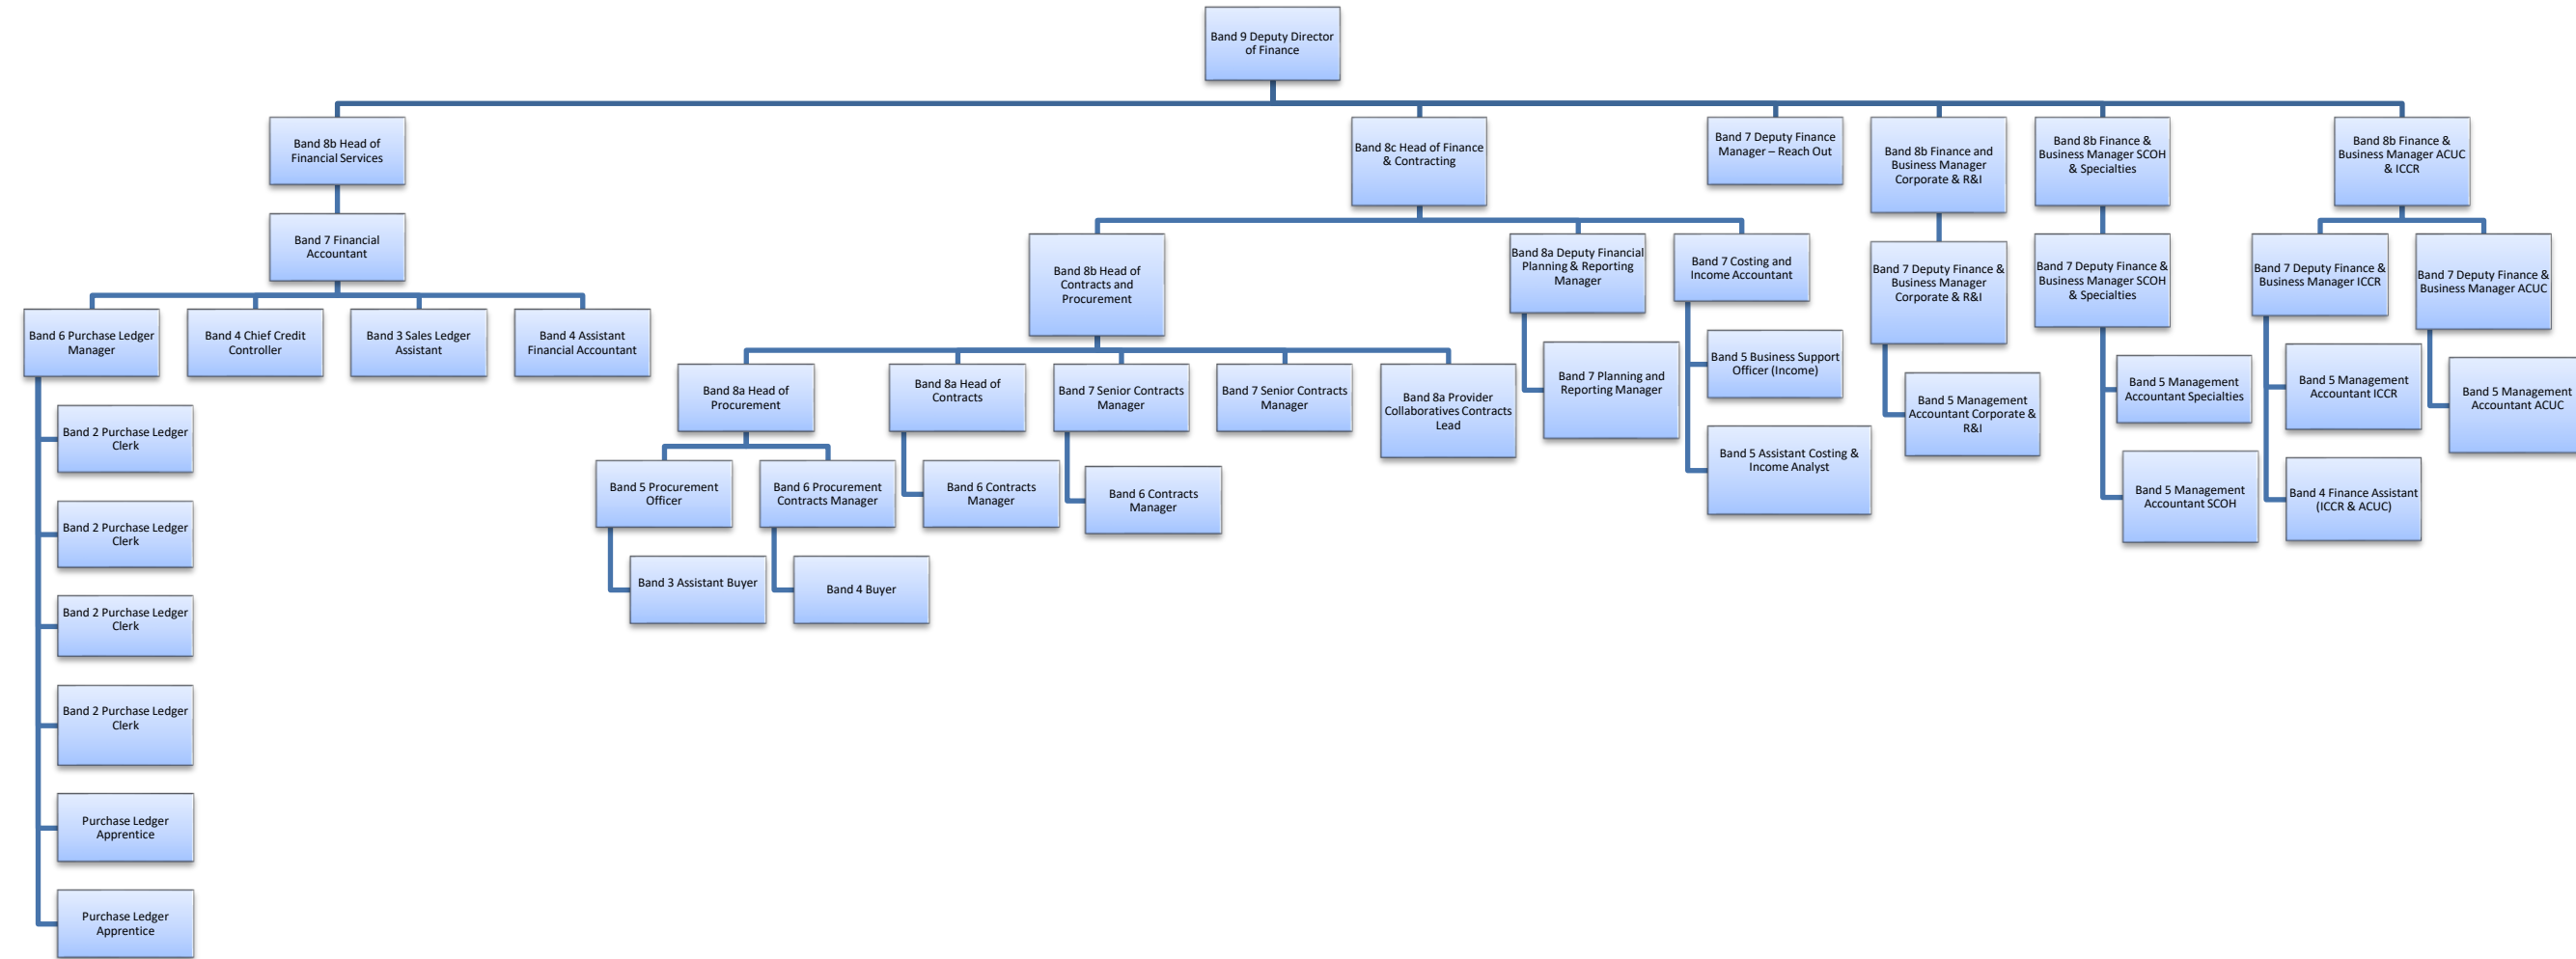 Band 9 Deputy Director
of Finance
Band 8b Head of
Financial Services
Band 8c Head of Finance
& Contracting
Band 7 Deputy Finance
Manager – Reach Out
Band 8b Finance and
Business Manager
Corporate & R&I
Band 8b Finance &
Business Manager SCOH
& Specialties
Band 8b Finance &
Business Manager ACUC
& ICCR
Band 7 Financial
Accountant
Band 8b Head of
Contracts and
Procurement
Band 8a Deputy Financial
Planning & Reporting
Manager
Band 7 Costing and
Income Accountant
Band 7 Deputy Finance &
Business Manager
Corporate & R&I
Band 7 Deputy Finance &
Business Manager SCOH
& Specialties
Band 7 Deputy Finance &
Business Manager ICCR
Band 7 Deputy Finance &
Business Manager ACUC
Band 6 Purchase Ledger
Manager
Band 4 Chief Credit
Controller
Band 3 Sales Ledger
Assistant
Band 4 Assistant
Financial Accountant
Band 8a Head of
Procurement
Band 8a Head of
Contracts
Band 7 Senior Contracts
Manager
Band 7 Senior Contracts
Manager
Band 8a Provider
Collaboratives Contracts
Lead
Band 7 Planning and
Reporting Manager
Band 5 Business Support
Officer (Income)
Band 5 Management
Accountant Corporate &
R&I
Band 5 Management
Accountant Specialties
Band 5 Management
Accountant ICCR
Band 5 Management
Accountant ACUC
Band 2 Purchase Ledger
Clerk
Band 5 Procurement
Officer
Band 6 Procurement
Contracts Manager
Band 6 Contracts
Manager
Band 6 Contracts
Manager
Band 5 Assistant Costing &
Income Analyst
Band 5 Management
Accountant SCOH
Band 4 Finance Assistant
(ICCR & ACUC)
Band 2 Purchase Ledger
Clerk
Band 3 Assistant Buyer
Band 4 Buyer
Band 2 Purchase Ledger
Clerk
Band 2 Purchase Ledger
Clerk
Purchase Ledger
Apprentice
Purchase Ledger
Apprentice